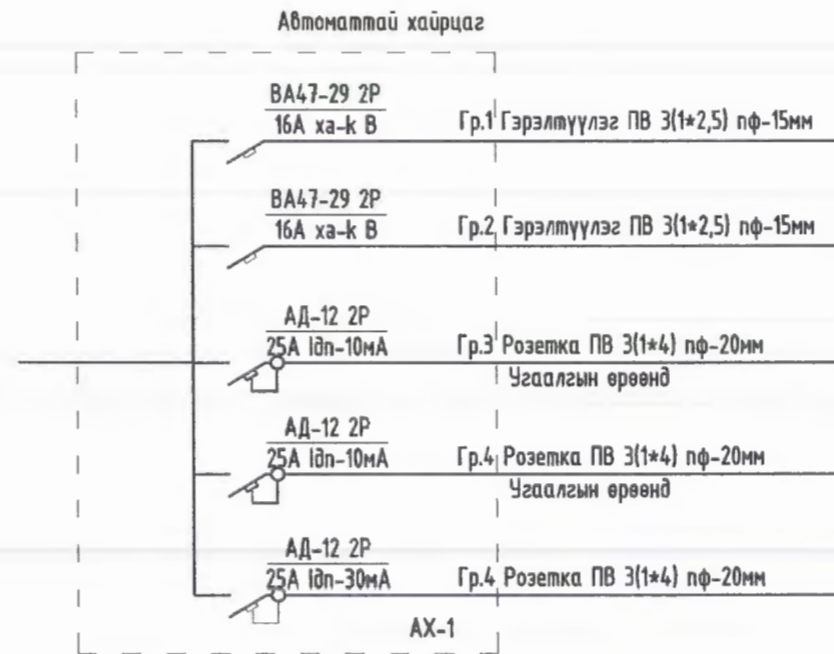 Автоматтай хайрцаг
ВА47-29 2Р
16А ха-к В
Гр.1 Гэрэлтүүлэг ПВ 3(1*2,5) пф-15мм
ВА47-29 2Р
16А ха-к В
Гр.2 Гэрэлтүүлэг ПВ 3(1*2,5) пф-15мм
АД-12 2Р
25А Iдп-10мА
Гр.3 Розетка ПВ 3(1*4) пф-20мм
Угаалгын өрөөнд
АД-12 2Р
25А Iдп-10мА
Гр.4 Розетка ПВ 3(1*4) пф-20мм
Угаалгын өрөөнд
АД-12 2Р
25А Iдп-30мА
Гр.4 Розетка ПВ 3(1*4) пф-20мм
АХ-1